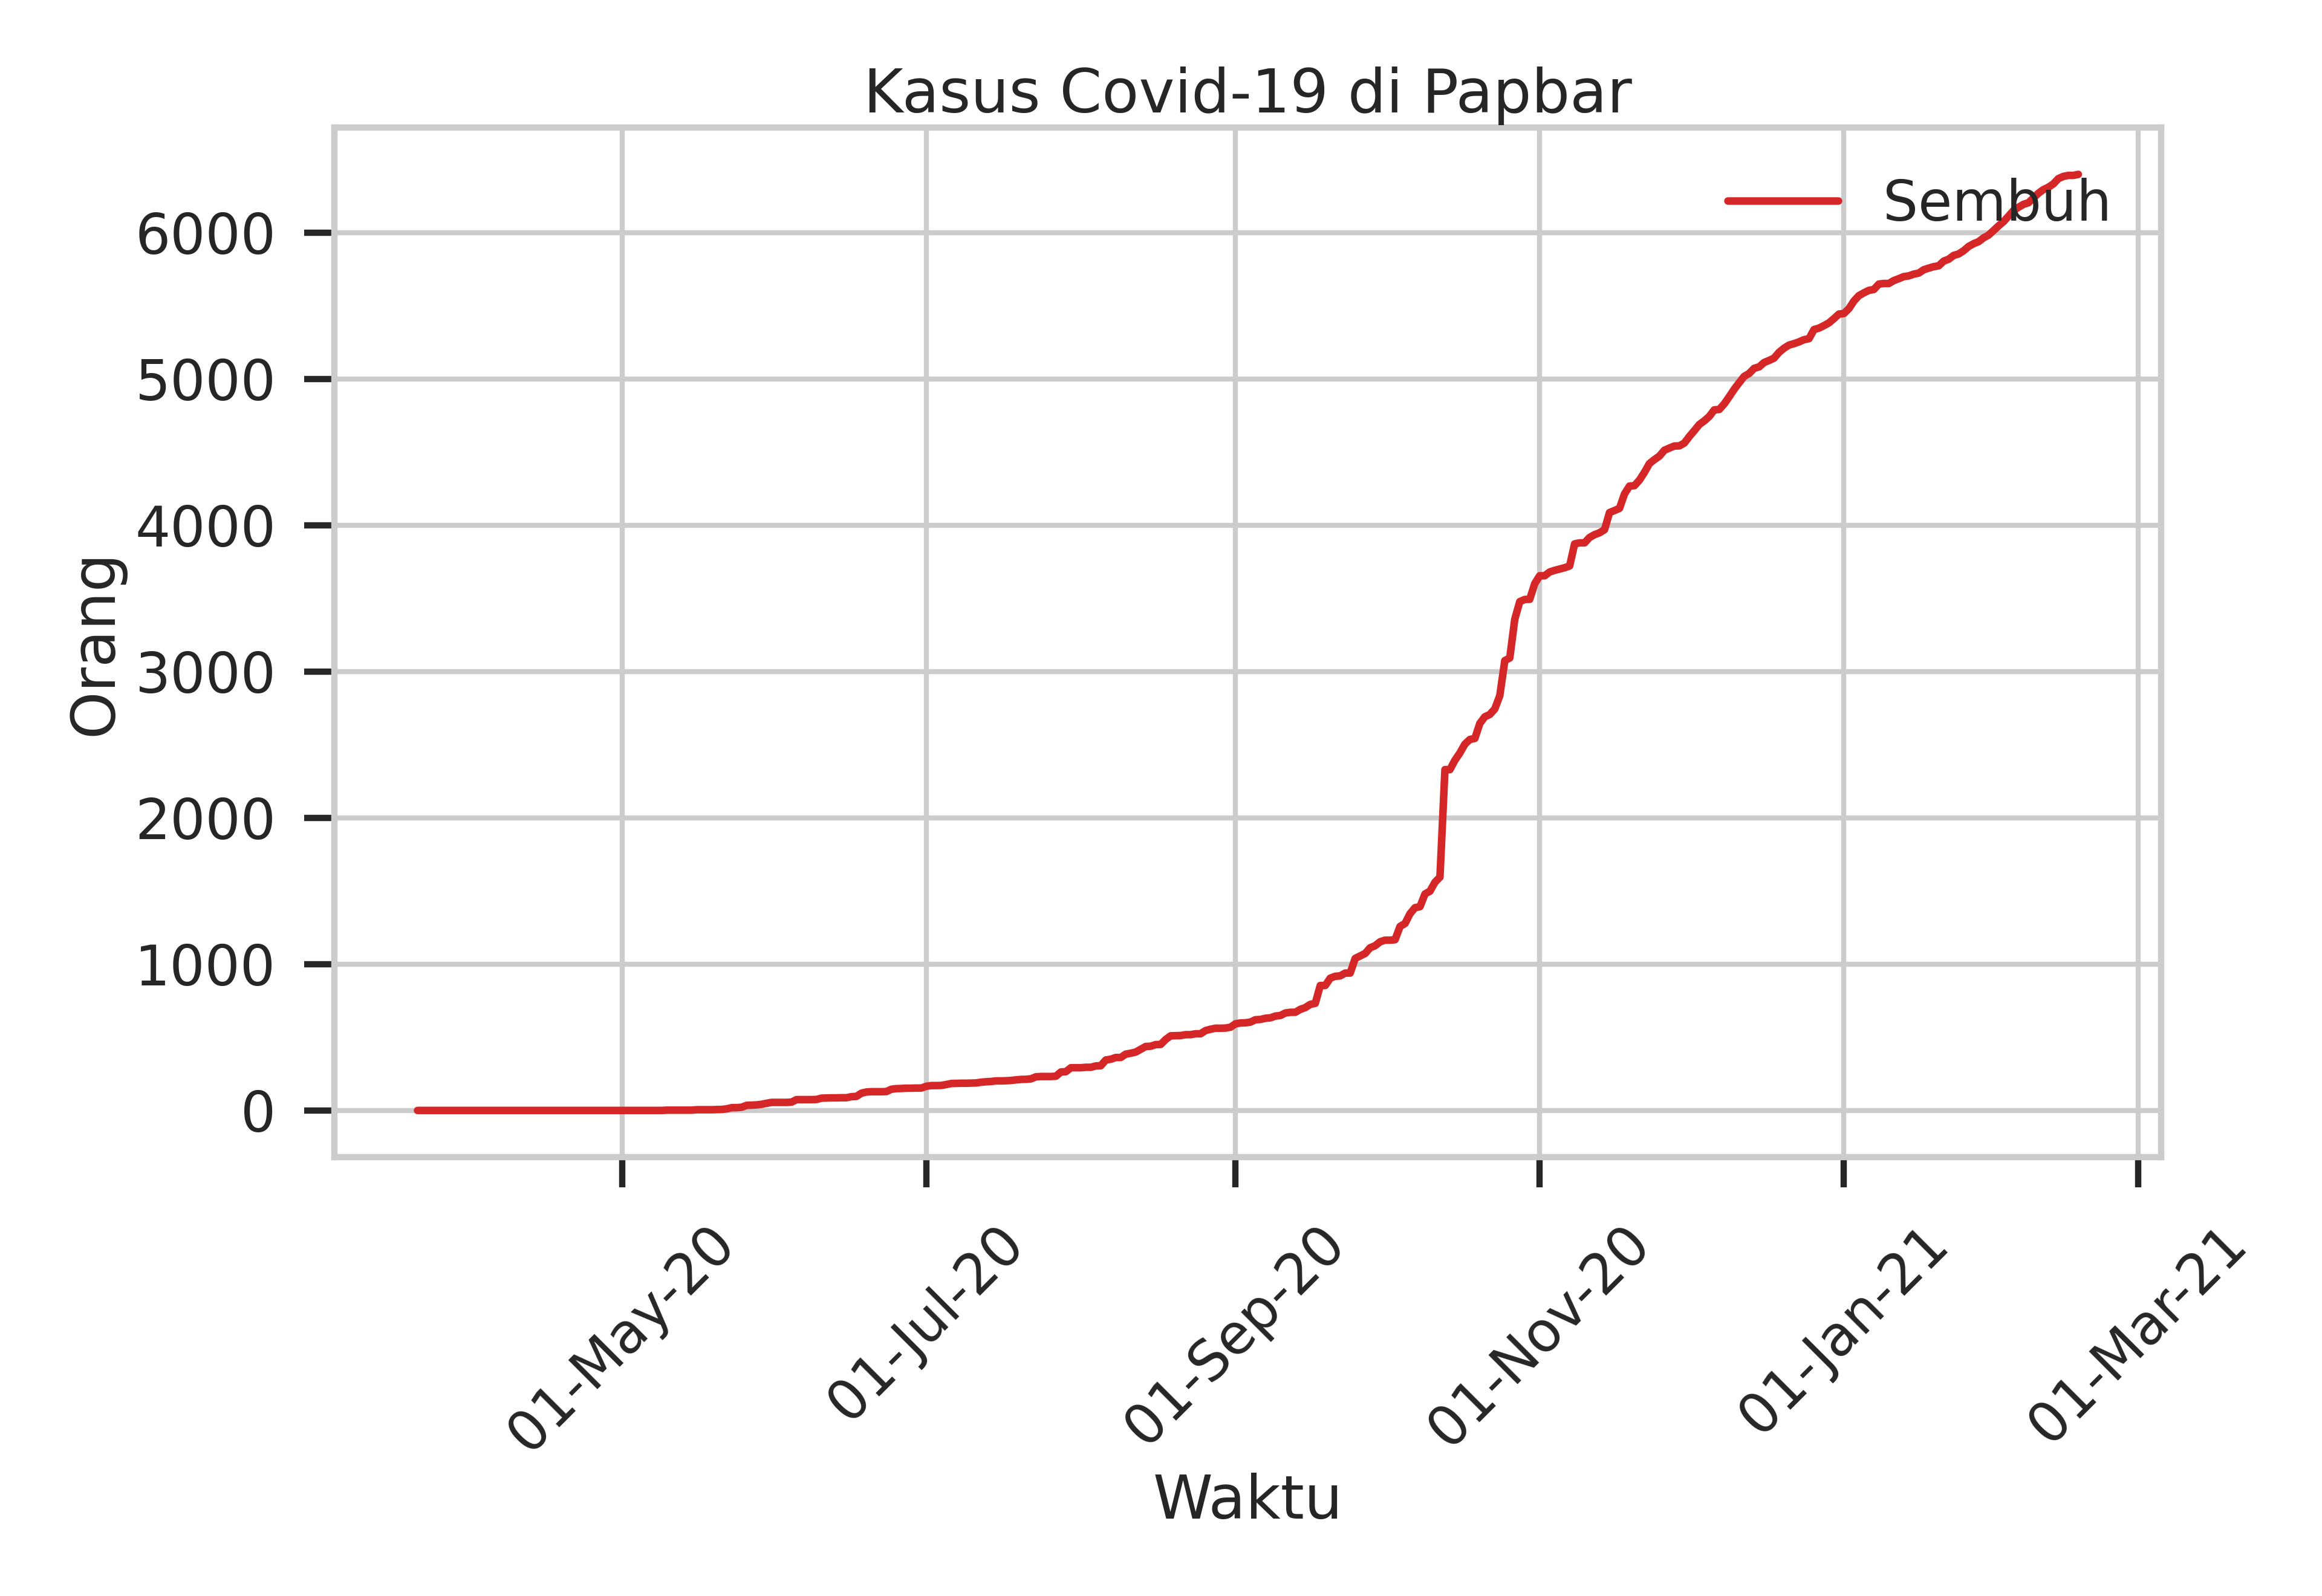 Kasus Covid-19 di Papbar
Sembuh
Orang
6000
5000
4000
3000
2000
1000
0
01-May-20
01-Jul-20
01-Sep-20
01-Nov-20
01-Jan-21
01-Mar-21
Waktu